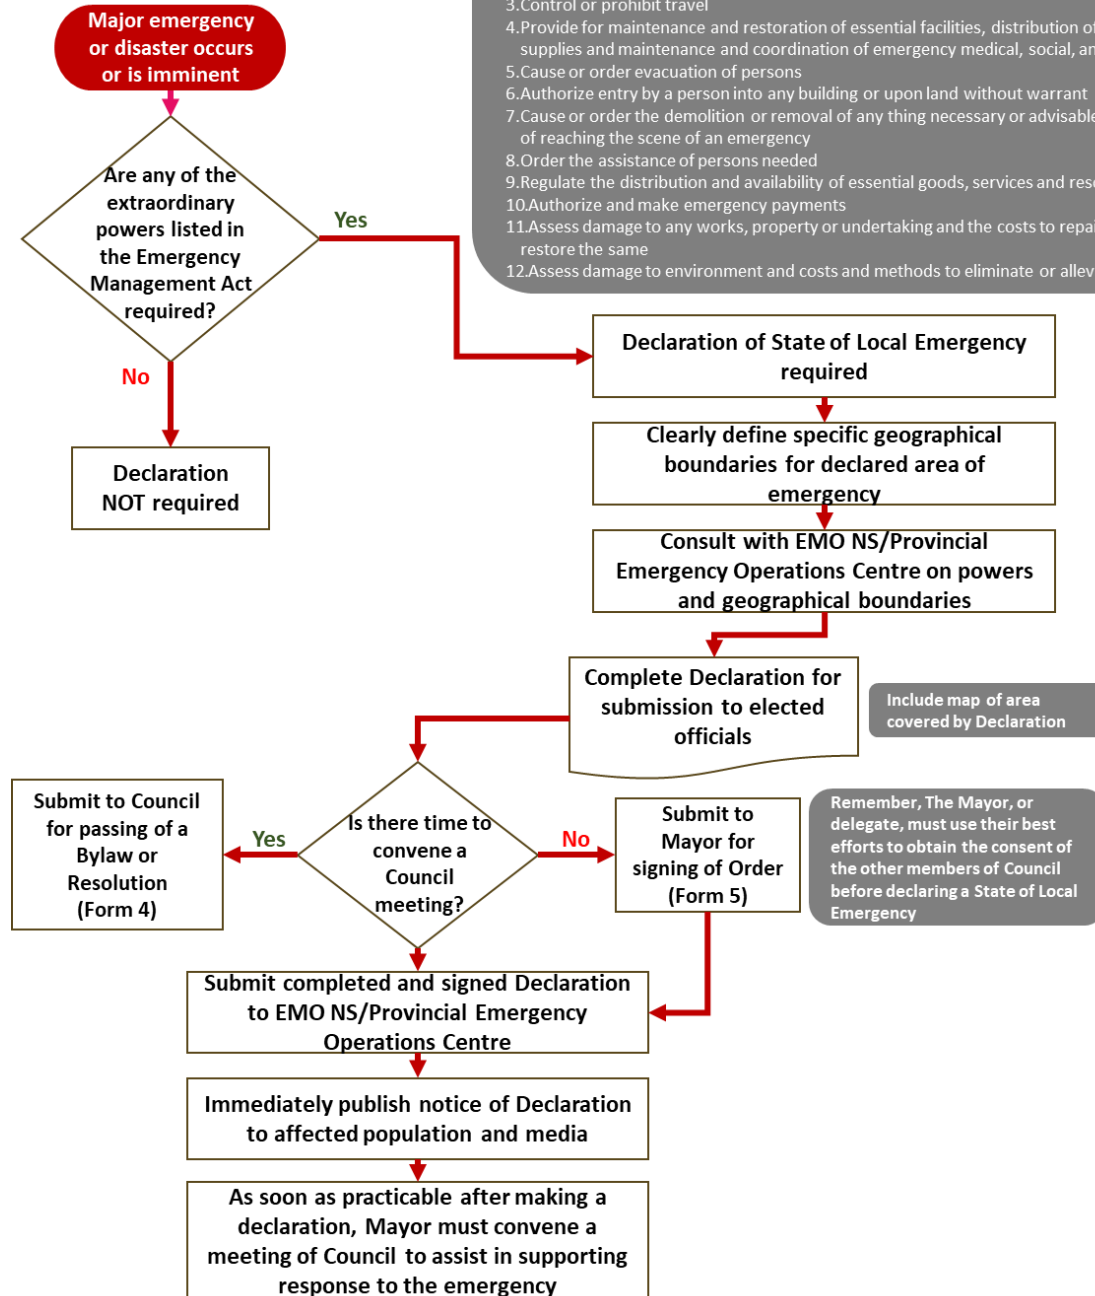 Major emergency
or disaster occurs
or is imminent
3.Control or prohibit travel
4.Provide for maintenance and restoration of essential facilities, distribution of
supplies and maintenance and coordination of emergency medical, social,
5.Cause or order evacuation of persons
6.Authorize entry by a person into any building or upon land without warrant
7.Cause or order the demolition or removal of any thing necessary or advisable
of reaching the scene of an emergency
8.Order the assistance of persons needed
9.Regulate the distribution and availability of essential goods, services and
10.Authorize and make emergency payments
11.Assess damage to any works, property or undertaking and the costs to
restore the same
12.Assess damage to environment and costs and methods to eliminate or
Are any of the
extraordinary
powers listed in
the Emergency
Management Act
required?
Yes
No
Declaration
NOT required
Declaration of State of Local Emergency
required
Clearly define specific geographical
boundaries for declared area of
emergency
Consult with EMO NS/Provincial
Emergency Operations Centre on powers
and geographical boundaries
Complete Declaration for
submission to elected
officials
Include map of area
covered by Declaration
Is there time to
convene a
Council
meeting?
Yes
No
Submit to Council
for passing of a
Bylaw or
Resolution
(Form 4)
Submit to
Mayor for
signing of Order
(Form 5)
Remember, The Mayor, or
delegate, must use their best
efforts to obtain the consent of
the other members of Council
before declaring a State of Local
Emergency
Submit completed and signed Declaration
to EMO NS/Provincial Emergency
Operations Centre
Immediately publish notice of Declaration
to affected population and media
As soon as practicable after making a
declaration, Mayor must convene a
meeting of Council to assist in supporting
response to the emergency